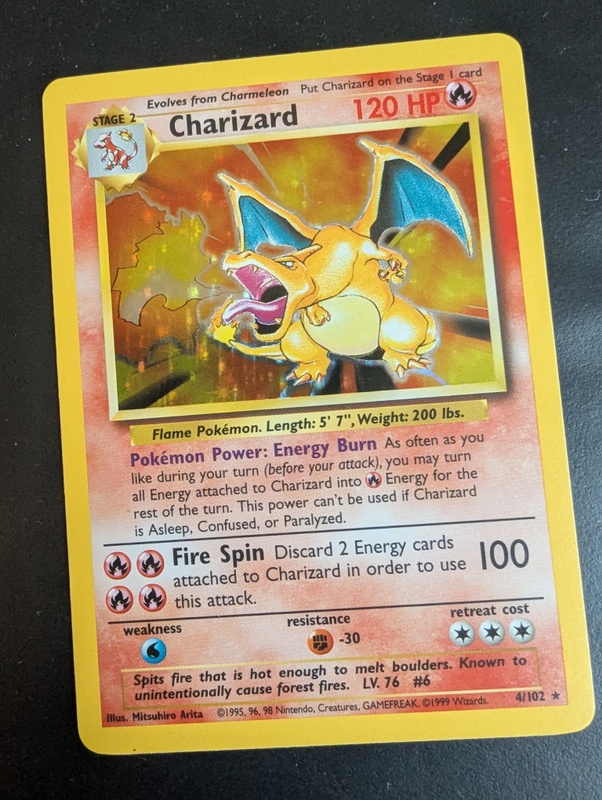 Evolves from Charmeleon Put Charizard on the Stage 1 card
STAGE 2
Charizard 120 HP
Flame Pokémon. Length: 5' 7", Weight: 200 lbs.
Pokémon Power: Energy Burn As often as you
like during your turn (before your attack), you may turn
all Energy attached to Charizard into Energy for the
rest of the turn. This power can't be used if Charizard
is Asleep, Confused, or Paralyzed.
Fire Spin Discard 2 Energy cards
attached to Charizard in order to use
this attack.
100
weakness resistance retreat cost
-30
Spits fire that is hot enough to melt boulders. Known to
unintentionally cause forest fires. LV. 76 #6
Illus. Mitsuhiro Arita ©1995, 96, 98 Nintendo, Creatures, GAMEFREAK. ©1999 Wizards. 4/102 ★